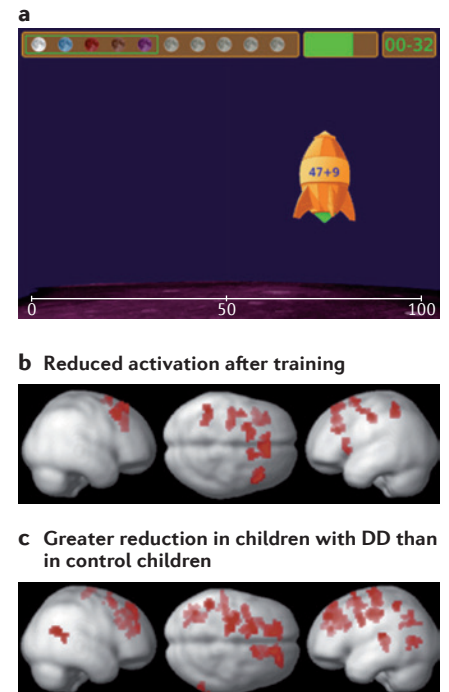 a
00-32
47+9
0 50 100
b Reduced activation after training
c Greater reduction in children with DD than
in control children